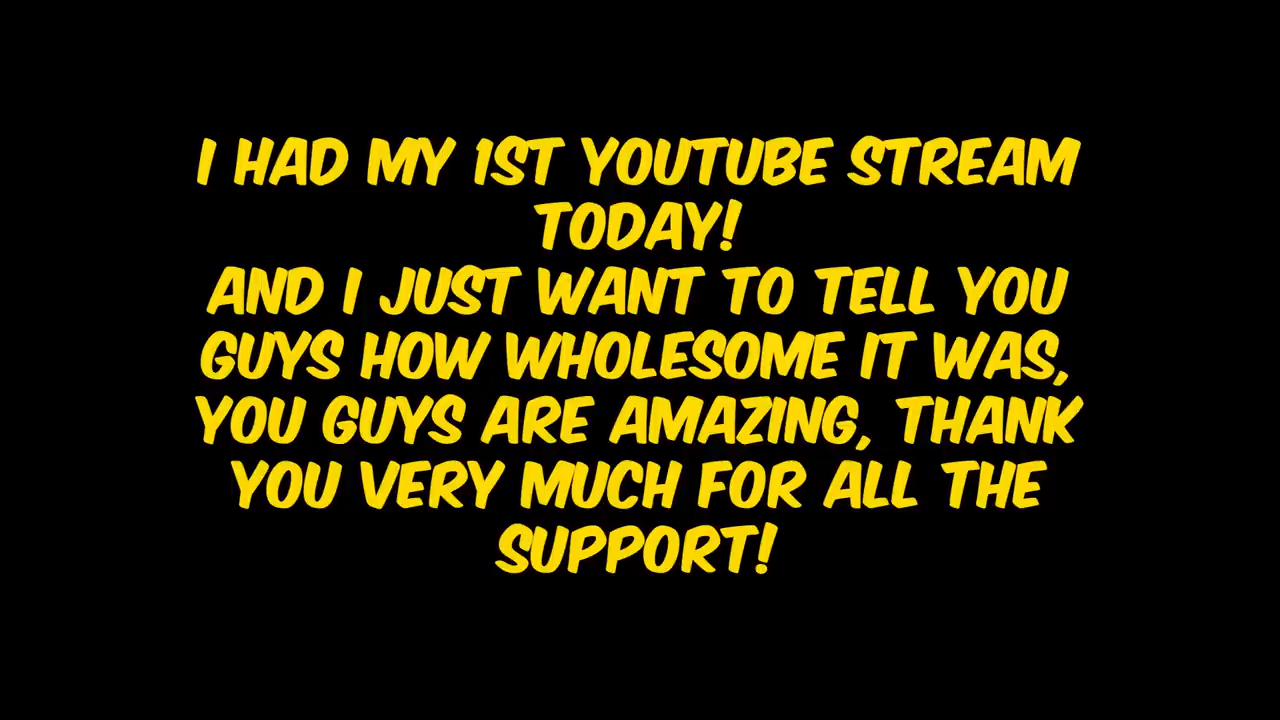 I HAD MY 1ST YOUTUBE STREAM
TODAY!
AND I JUST WANT TO TELL YOU
GUYS HOW WHOLESOME IT WAS,
YOU GUYS ARE AMAZING, THANK
YOU VERY MUCH FOR ALL THE
SUPPORT!